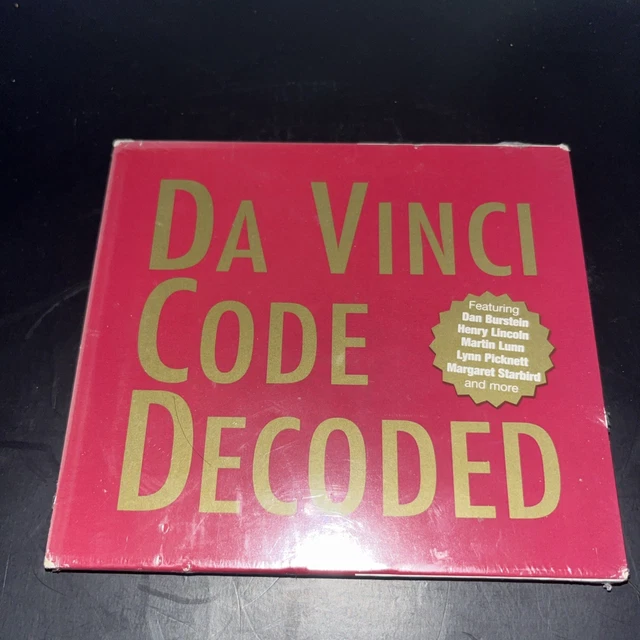 DA VINCI
CODE
DECODED
Featuring
Dan Burstein
Henry Lincoln
Martin Lunn
Lynn Picknett
Margaret Starbird
and more